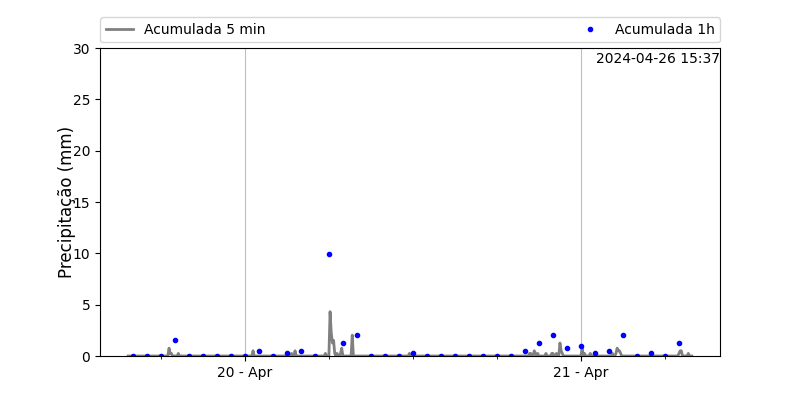 Acumulada 5 min
Acumulada 1h
2024-04-26 15:37
Precipitação (mm)
30
25
20
15
10
5
0
20 - Apr
21 - Apr